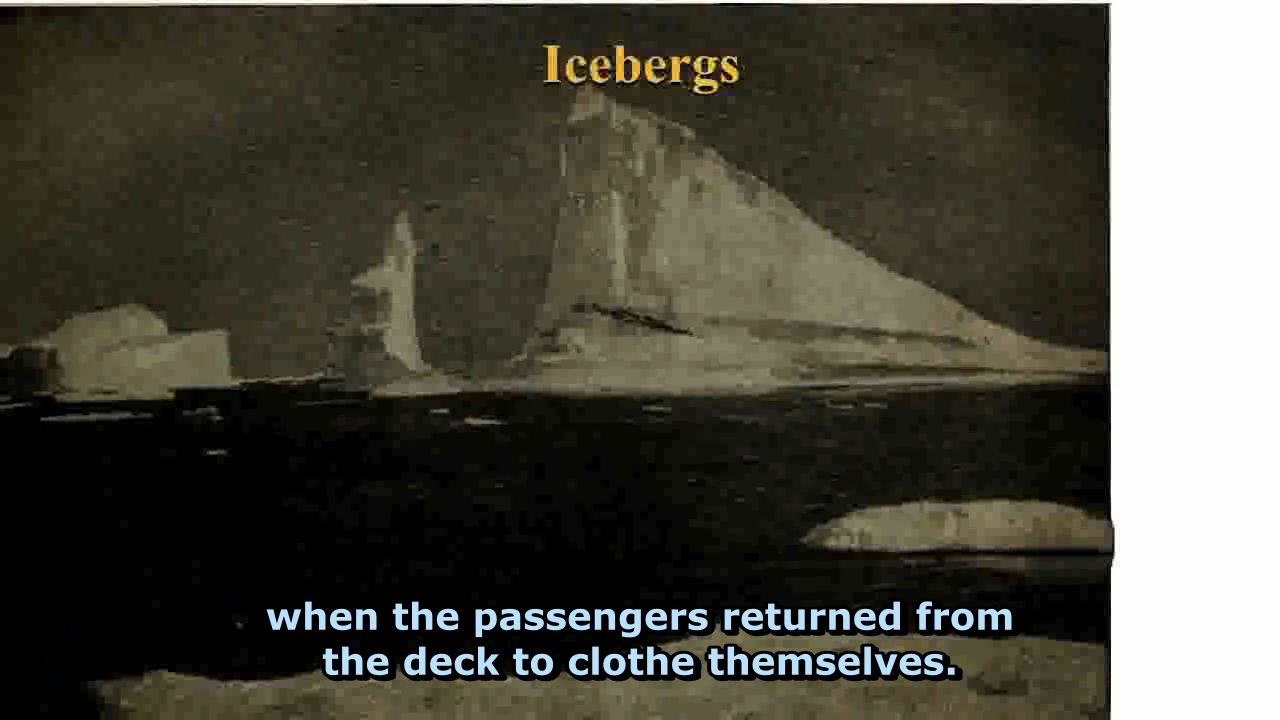 Icebergs
when the passengers returned from
the deck to clothe themselves.